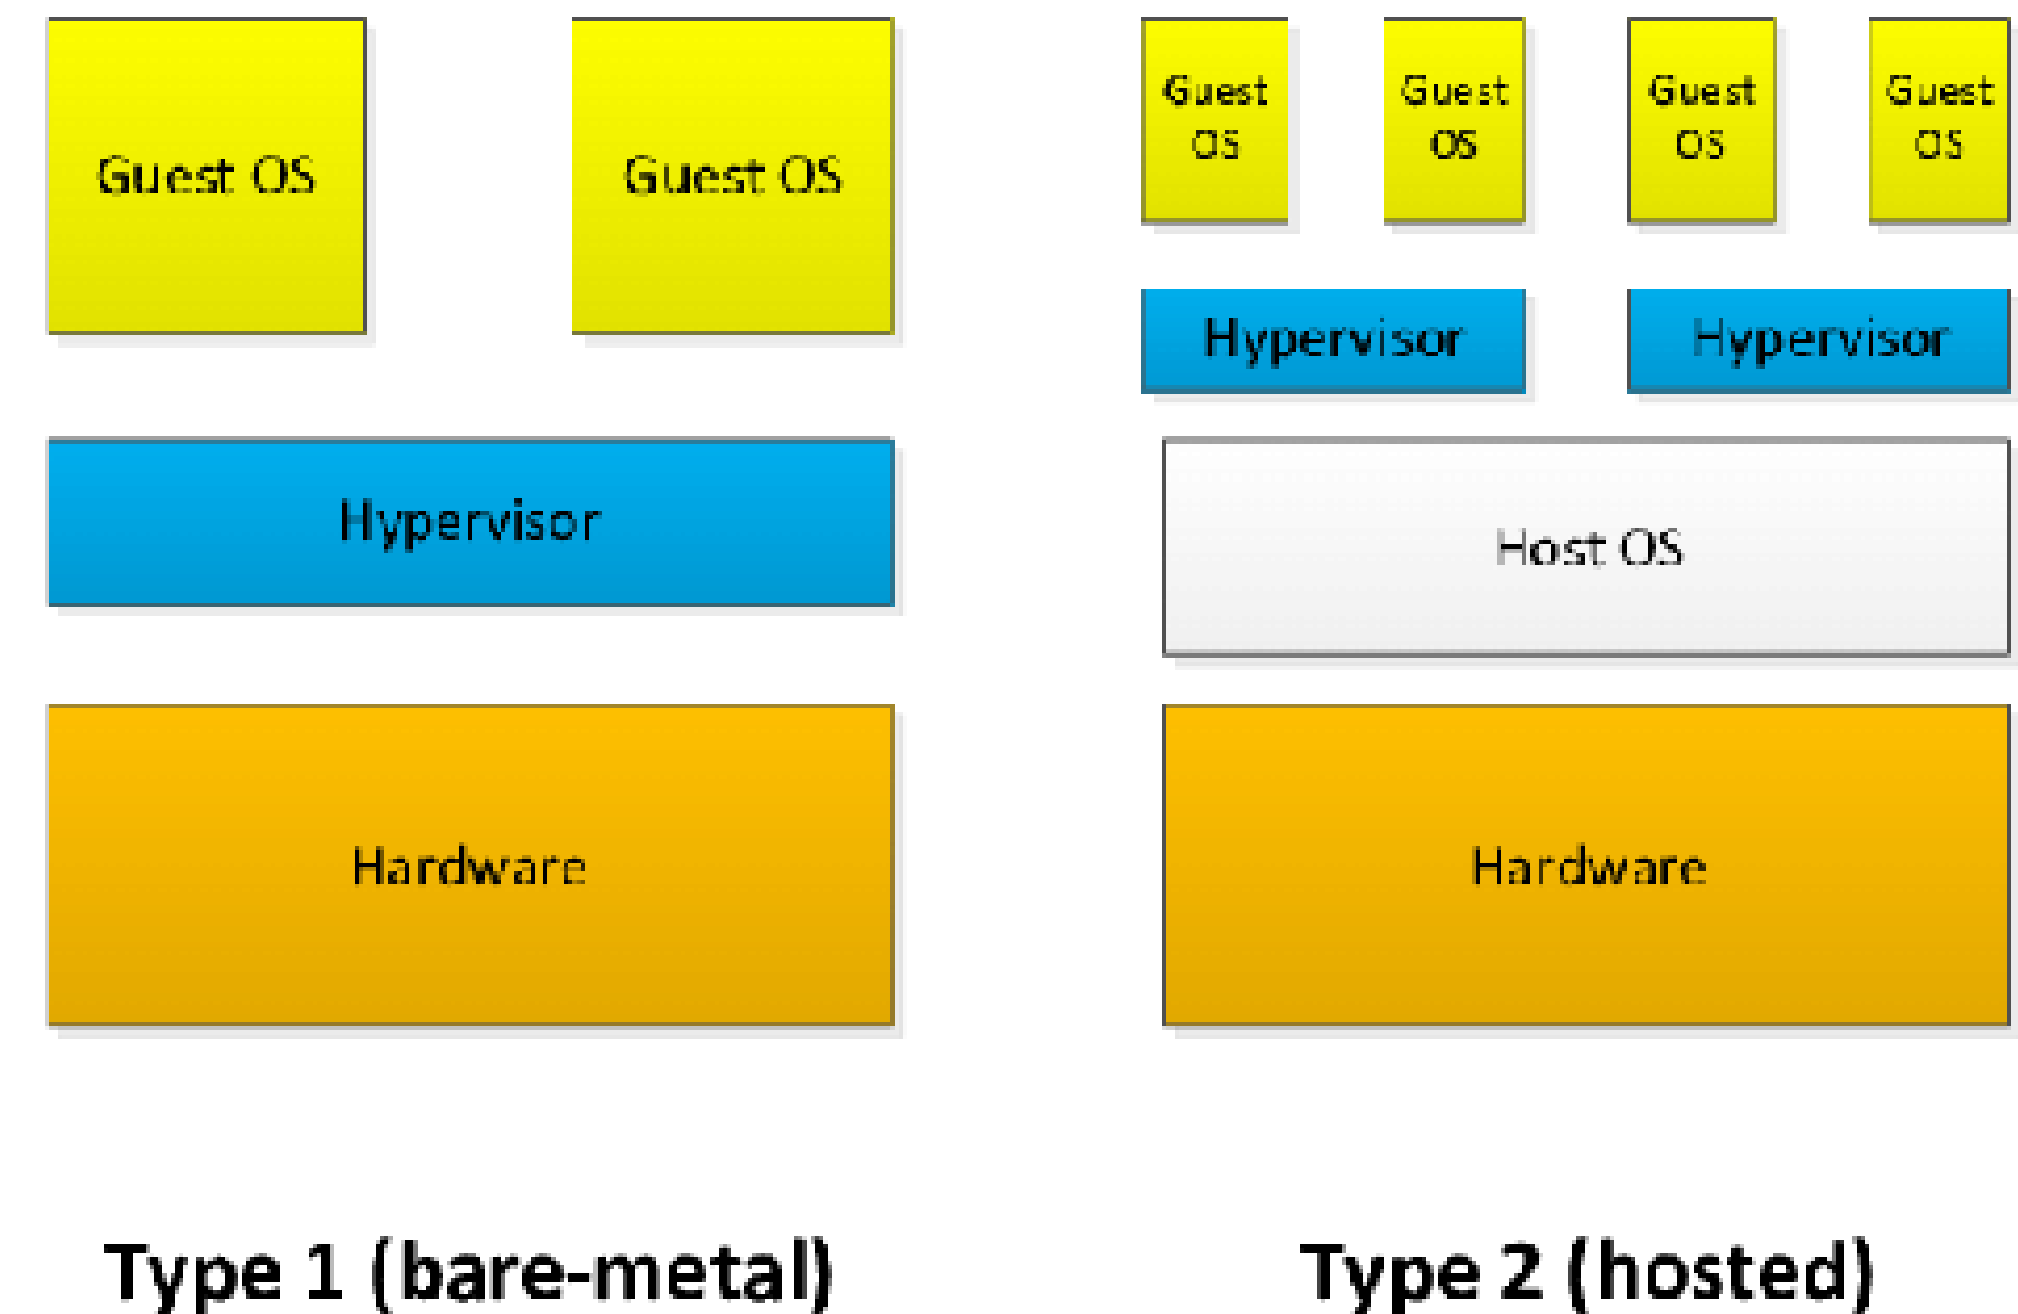 Guest OS
Guest OS
Hypervisor
Hardware
Type 1 (bare-metal)
Guest
OS
Guest
OS
Guest
OS
Guest
OS
Hypervisor
Hypervisor
Host OS
Hardware
Type 2 (hosted)